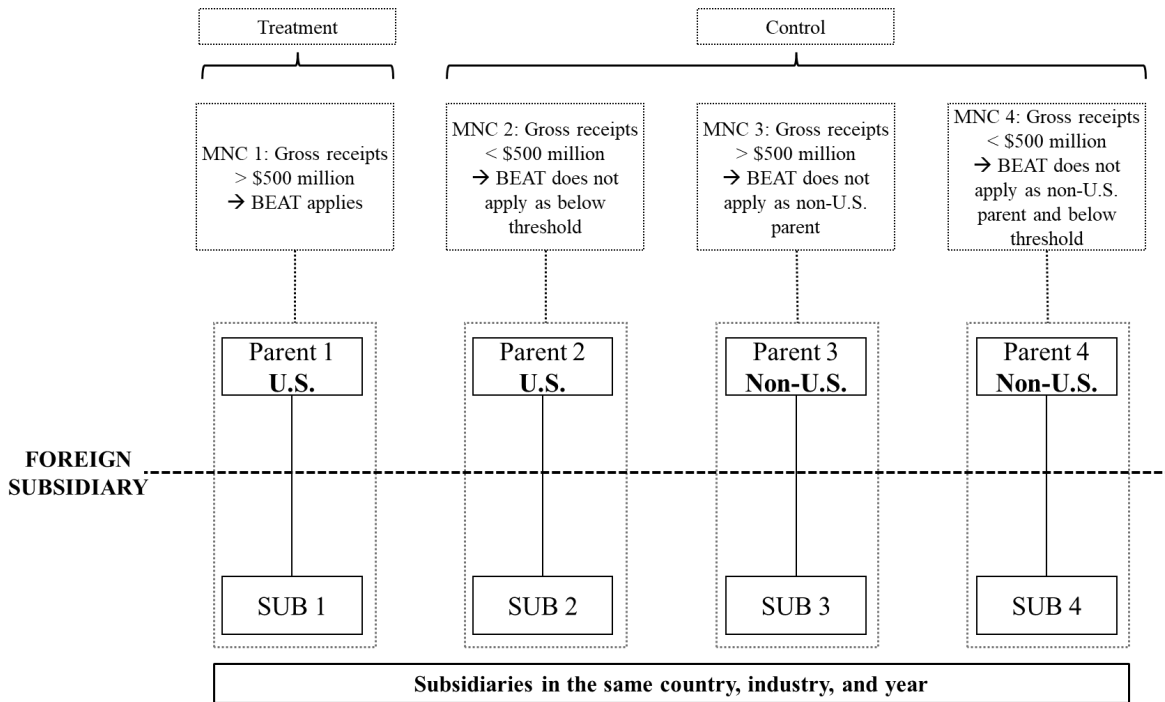 Treatment
Control
MNC 1: Gross receipts
> $500 million
→ BEAT applies
MNC 2: Gross receipts
< $500 million
→ BEAT does not
apply as below
threshold
MNC 3: Gross receipts
> $500 million
→ BEAT does not
apply as non-U.S.
parent
MNC 4: Gross receipts
< $500 million
→ BEAT does not
apply as non-U.S.
parent and below
threshold
Parent 1
U.S.
Parent 2
U.S.
Parent 3
Non-U.S.
Parent 4
Non-U.S.
FOREIGN
SUBSIDIARY
SUB 1
SUB 2
SUB 3
SUB 4
Subsidiaries in the same country, industry, and year